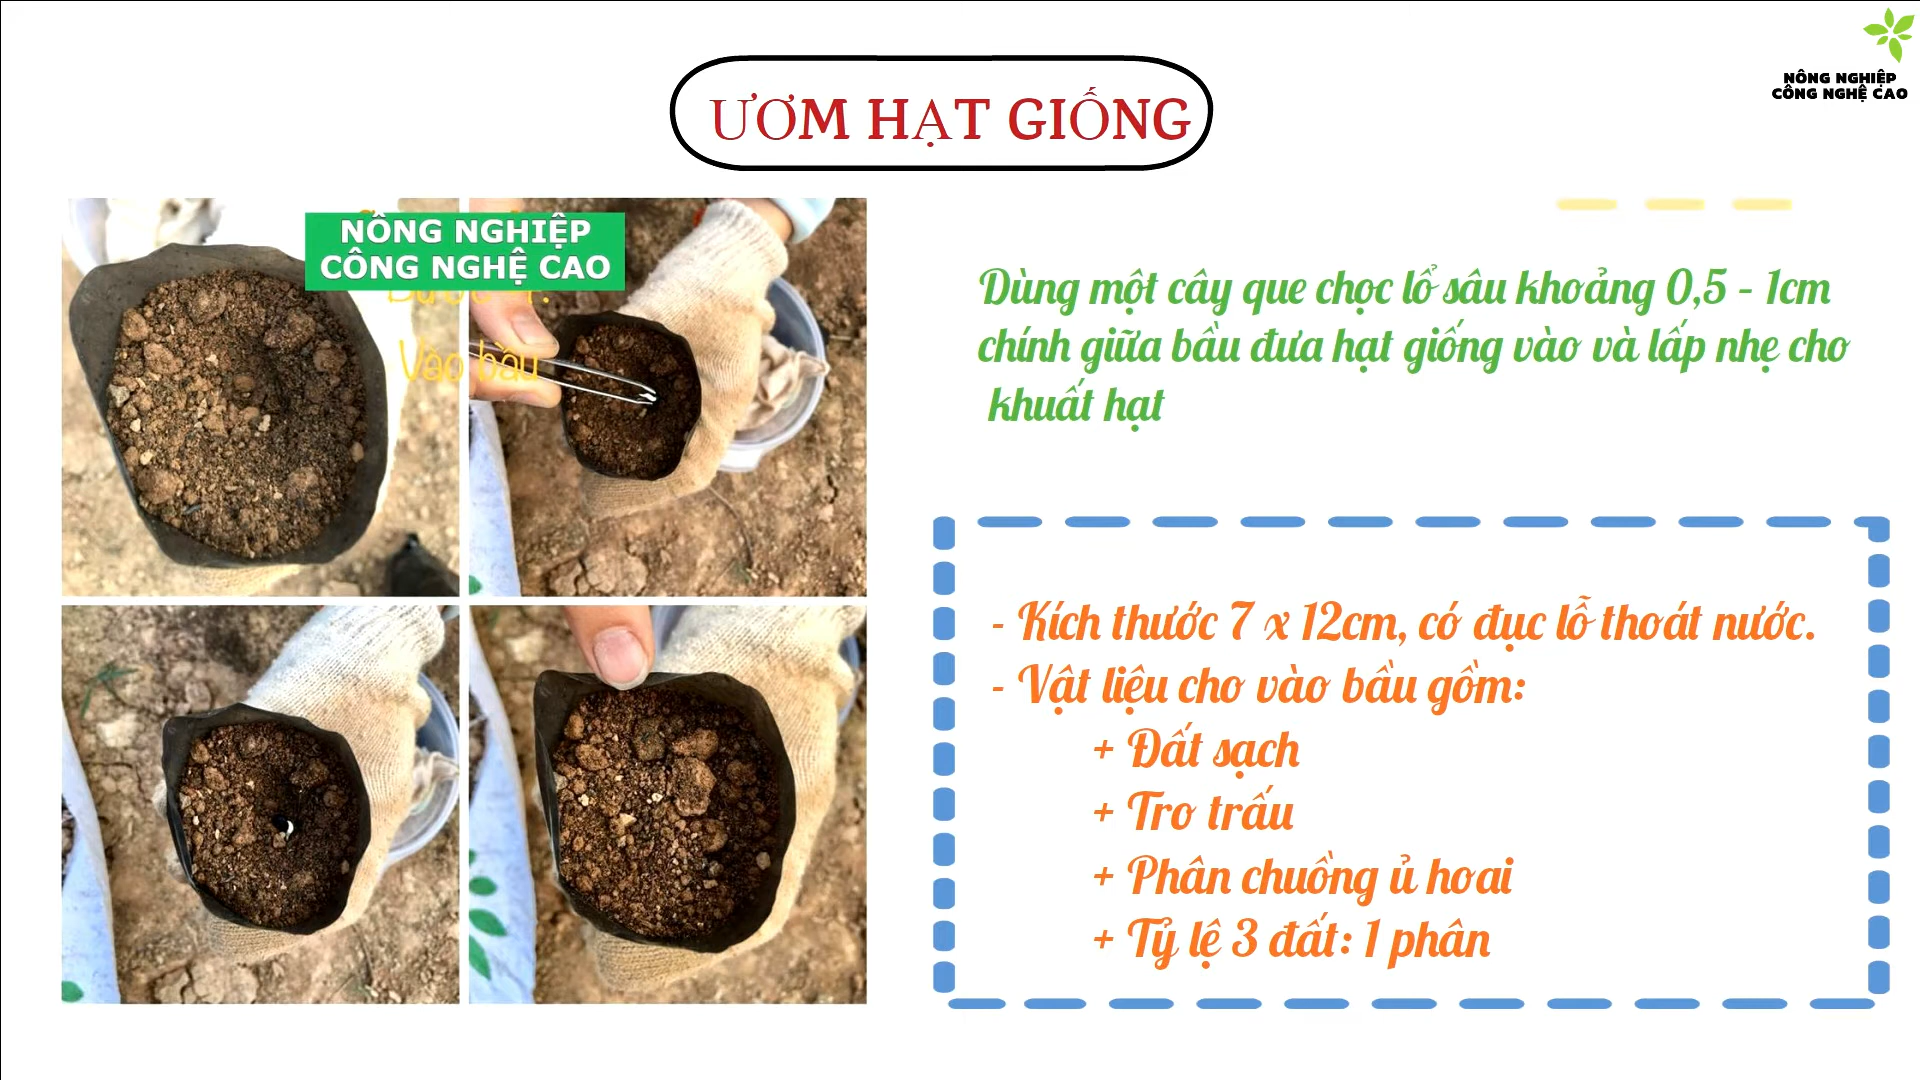 NÔNG NGHIỆP
CÔNG NGHỆ CAO
ƯƠM HẠT GIỐNG
NÔNG NGHIỆP
CÔNG NGHỆ CAO
Vào bầu
Dùng một cây que chọc lổ sâu khoảng 0,5 - 1cm
chính giữa bầu đưa hạt giống vào và lấp nhẹ cho
khuất hạt
- Kích thước 7 x 12cm, có đục lỗ thoát nước.
- Vật liệu cho vào bầu gồm:
+ Đất sạch
+ Tro trấu
+ Phân chuồng ủ hoai
+ Tỷ lệ 3 đất: 1 phân